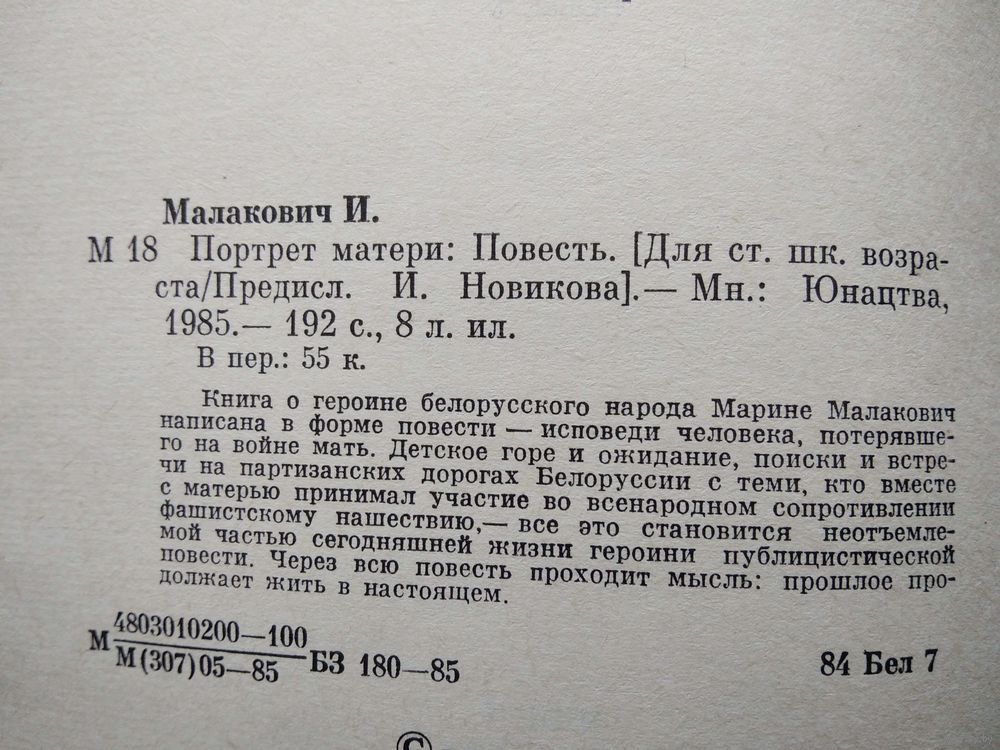 Малакович И.
М 18 Портрет матери: Повесть. [Для ст. шк. возра-
ста/Предисл. И. Новикова].— Мн.: Юнацтва,
1985.— 192 с., 8 л. ил.
В пер.: 55 к.
Книга о героине белорусского народа Марине Малакович
написана в форме повести — исповеди человека, потерявше-
го на войне мать. Детское горе и ожидание, поиски и встре-
чи на партизанских дорогах Белоруссии с теми, кто вместе
с матерью принимал участие во всенародном сопротивлении
фашистскому нашествию,— все это становится неотъемле-
мой частью сегодняшней жизни героини публицистической
повести. Через всю повесть проходит мысль: прошлое про-
должает жить в настоящем.
М 4803010200—100
М(307)05—85 БЗ 180—85 84 Бел 7
©